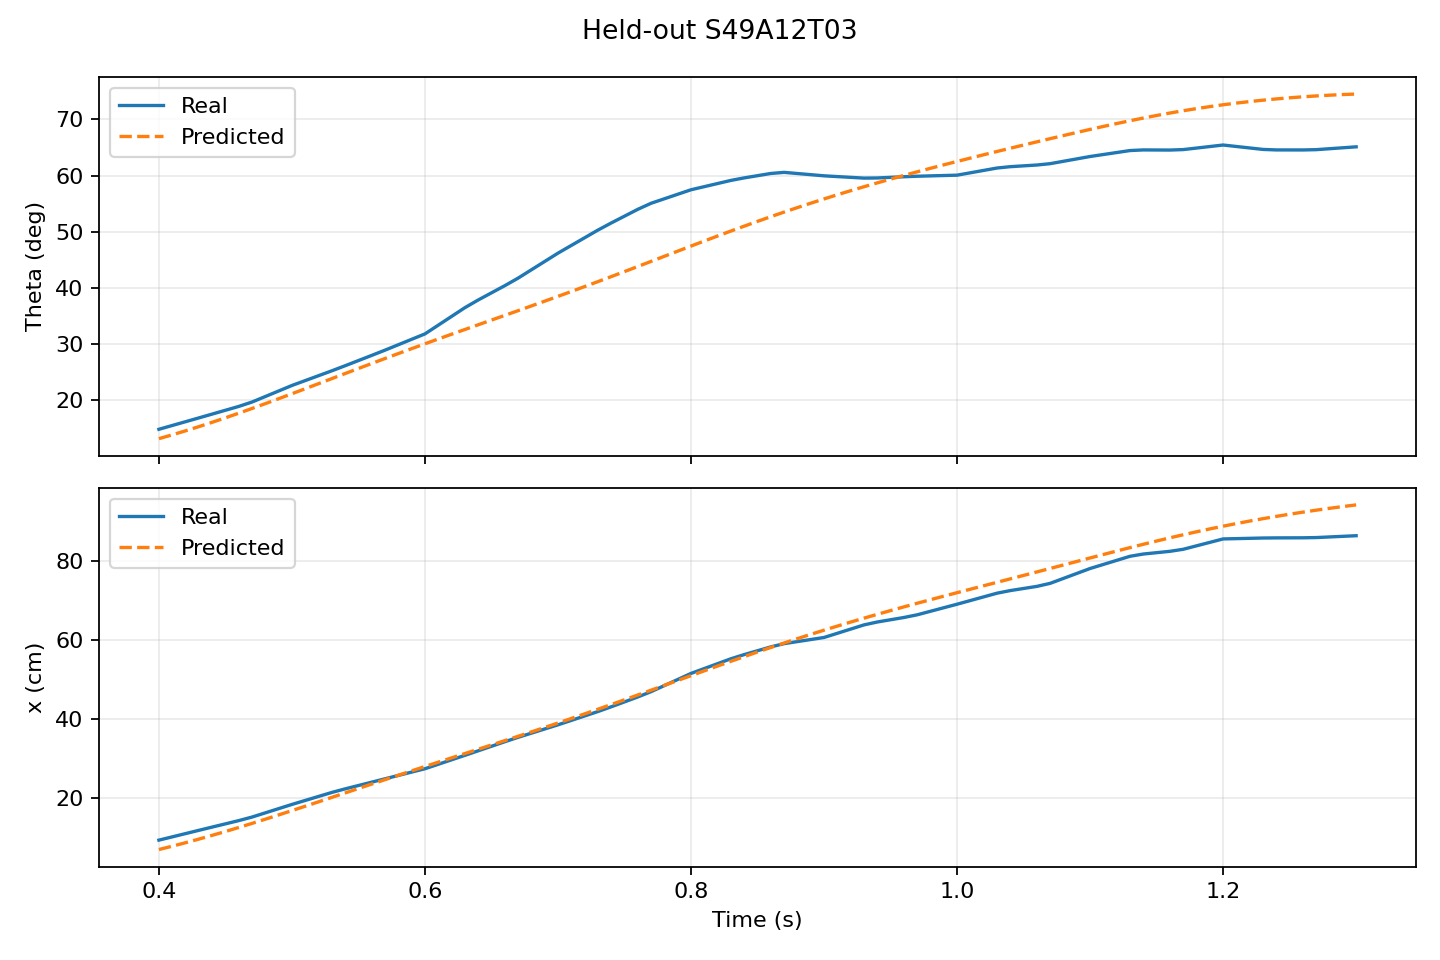 Held-out S49A12T03
Real
Predicted
70
60
50
40
30
20
Theta (deg)
Real
Predicted
80
60
40
20
x (cm)
0.4 0.6 0.8 1.0 1.2
Time (s)